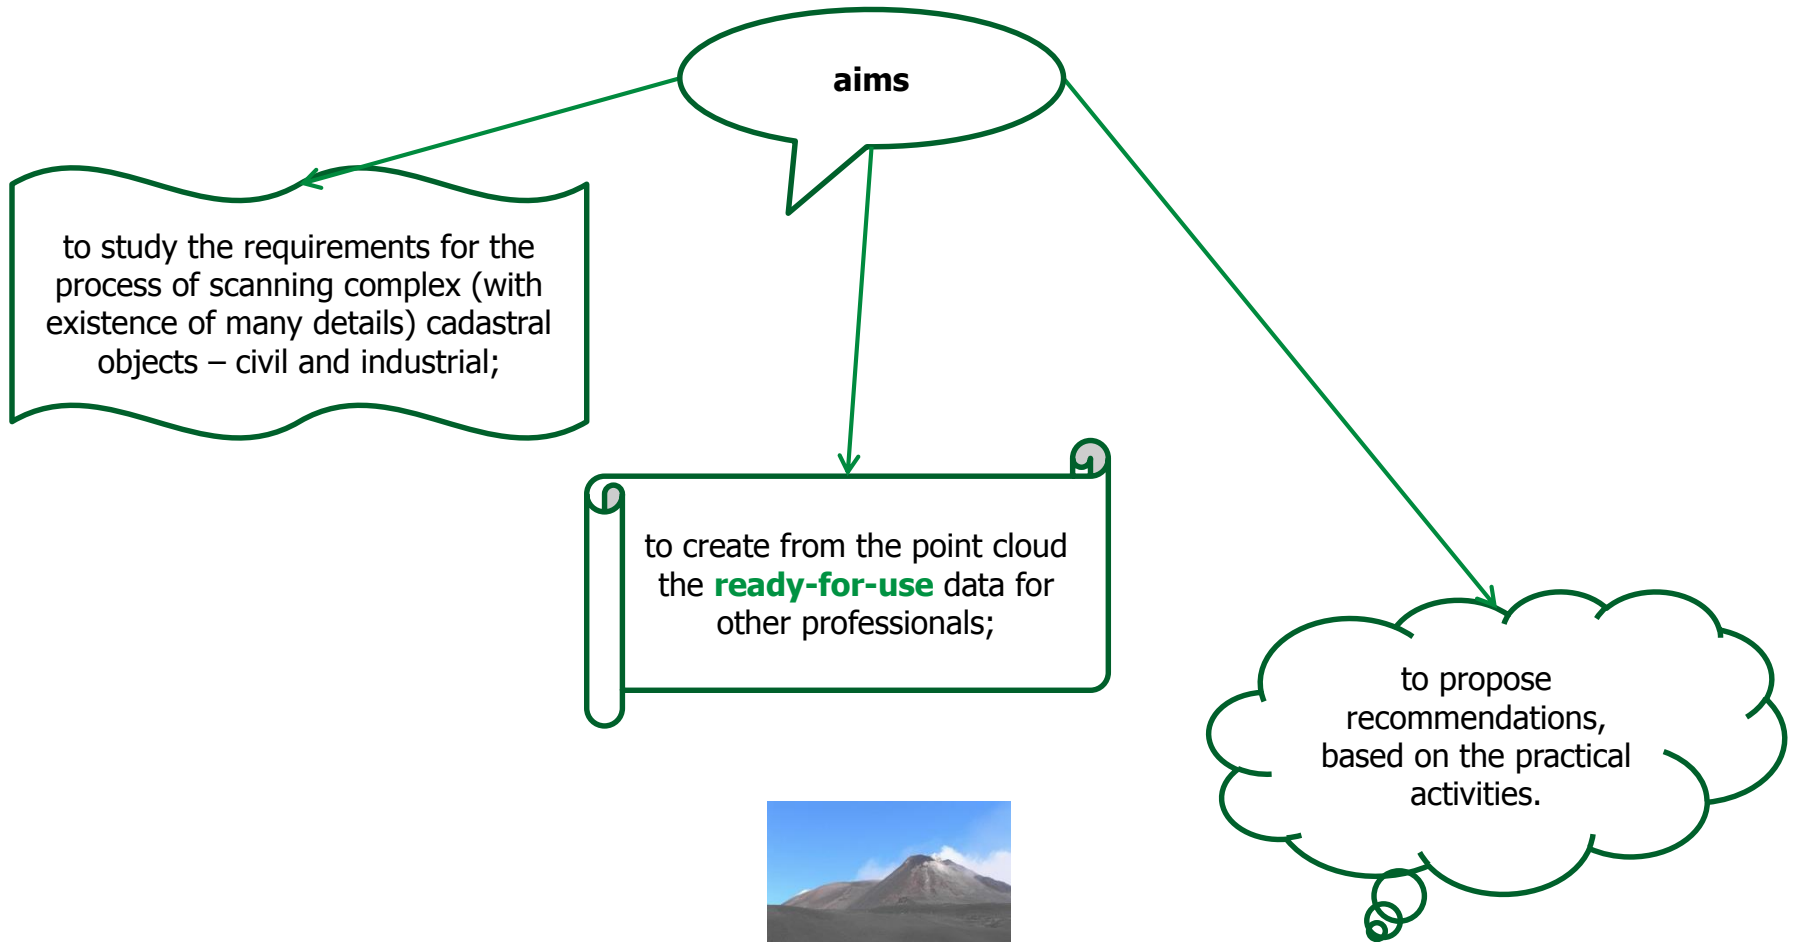 aims
to study the requirements for the
process of scanning complex (with
existence of many details) cadastral
objects – civil and industrial;
to create from the point cloud
the ready-for-use data for
other professionals;
to propose
recommendations,
based on the practical
activities.